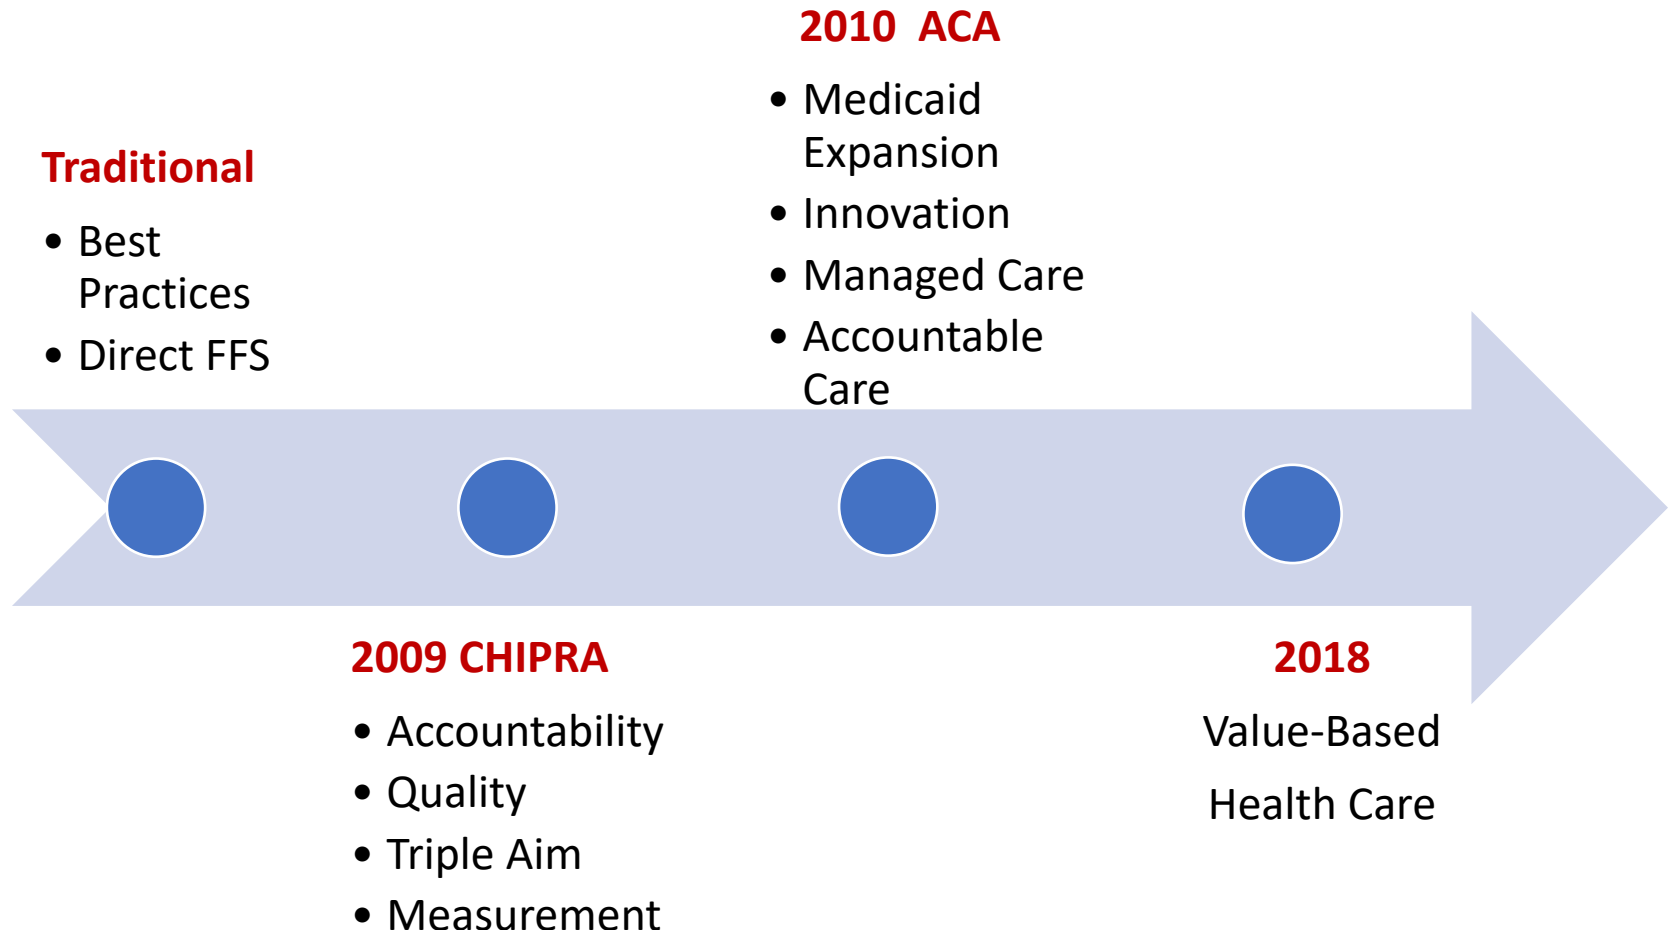 Traditional
• Best
Practices
• Direct FFS
2009 CHIPRA
• Accountability
• Quality
• Triple Aim
• Measurement
2010 ACA
• Medicaid
Expansion
• Innovation
• Managed Care
• Accountable
Care
2018
Value-Based
Health Care